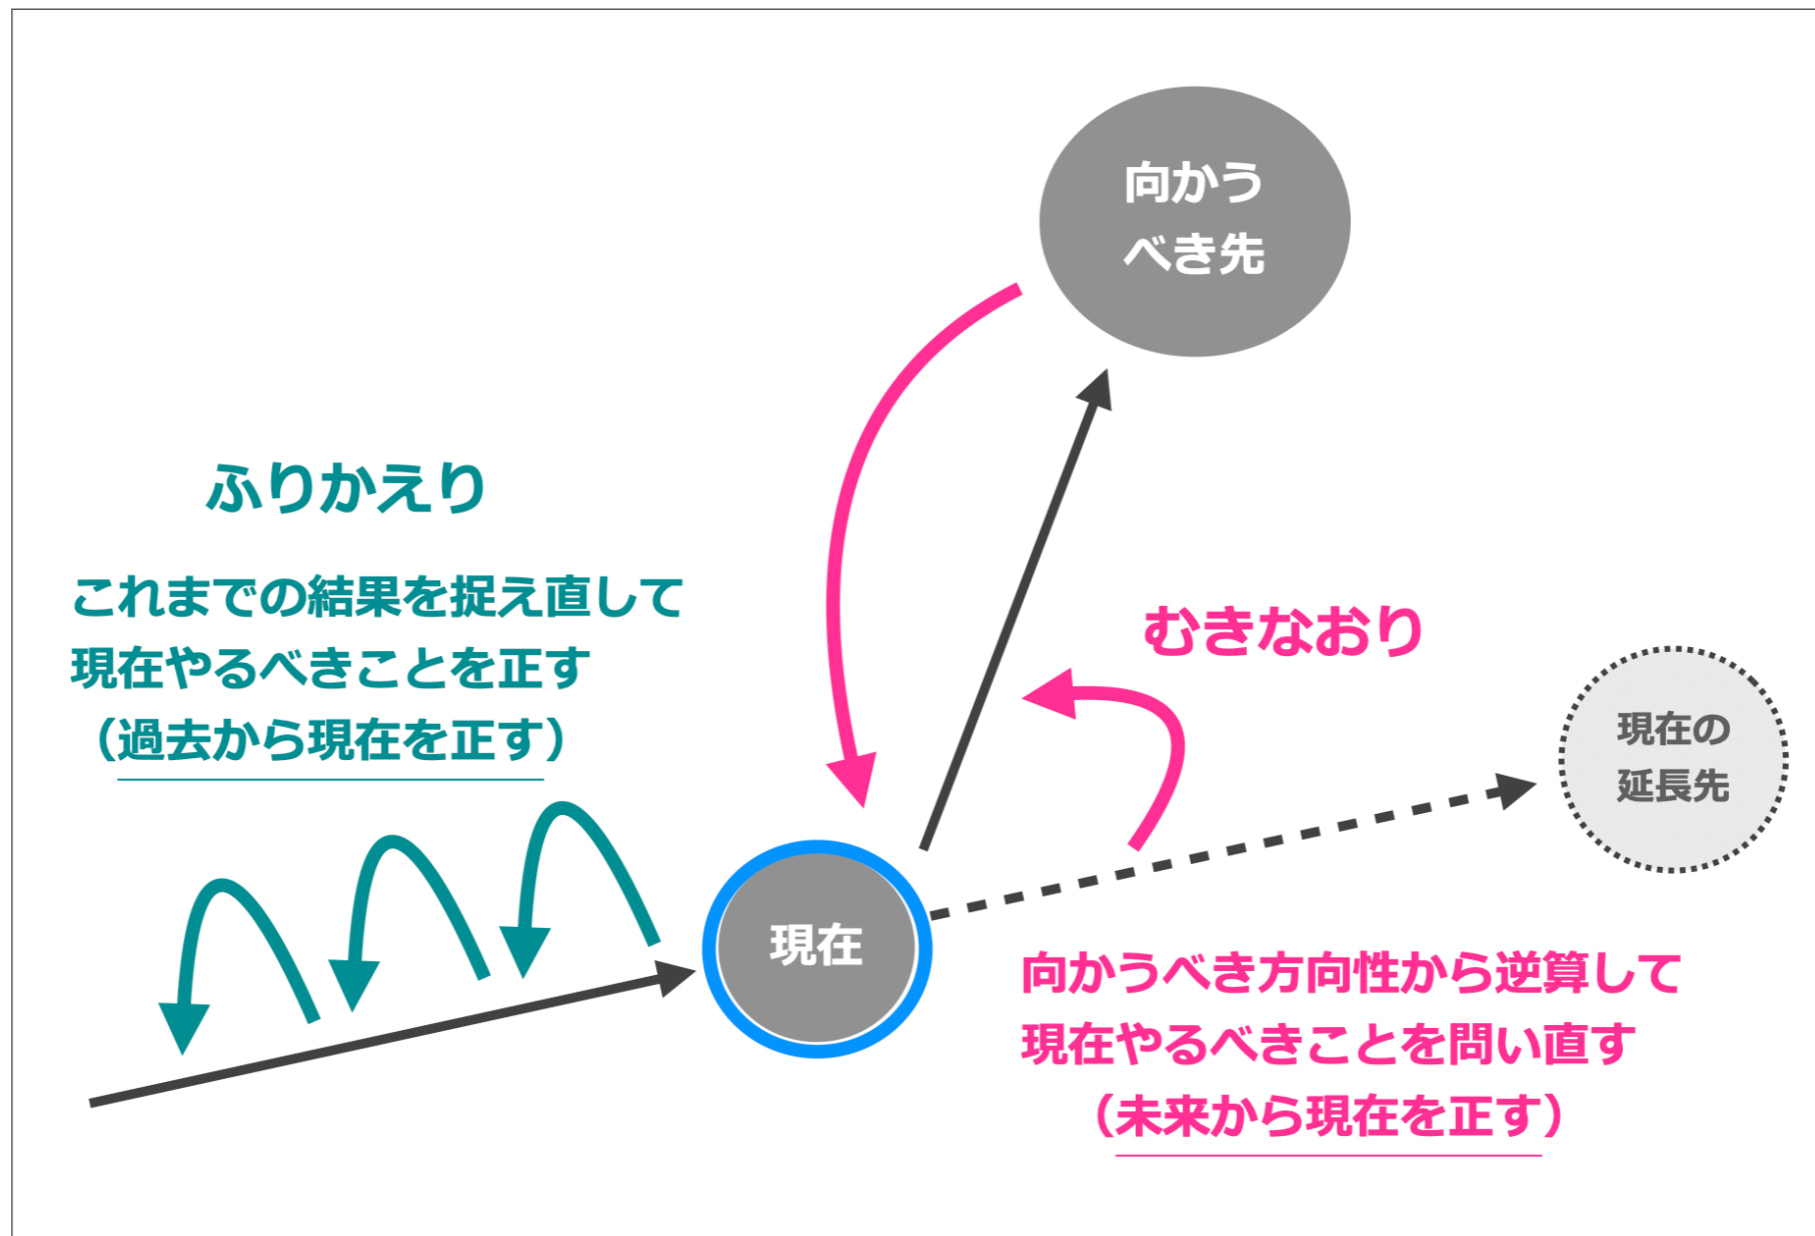 向かう
べき先
ふりかえり
これまでの結果を捉え直して
現在やるべきことを正す
（過去から現在を正す）
むきなおり
現在の
延長先
現在
向かうべき方向性から逆算して
現在やるべきことを問い直す
（未来から現在を正す）